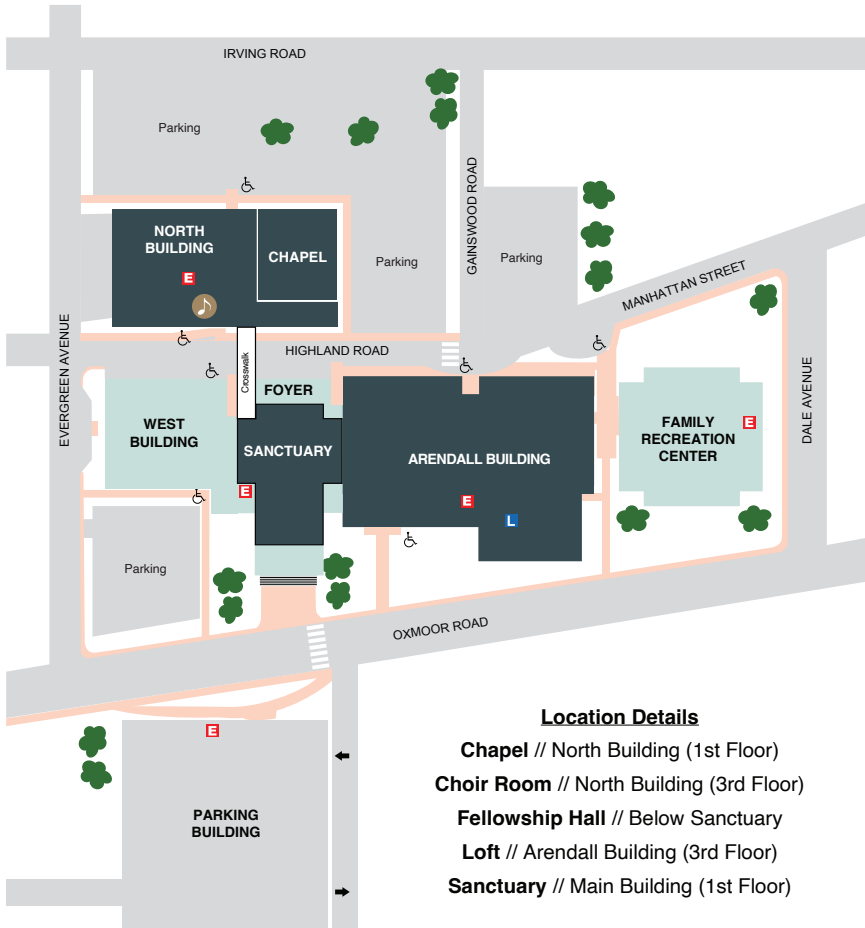 IRVING ROAD
Parking
GAINSWOOD ROAD
NORTH
BUILDING
CHAPEL
E
Parking
Parking
MANHATTAN STREET
EVERGREEN AVENUE
HIGHLAND ROAD
Crosswalk
FOYER
WEST
BUILDING
SANCTUARY
E
ARENDALL BUILDING
E
L
FAMILY
RECREATION
CENTER
E
DALE AVENUE
Parking
OXMOOR ROAD
E
PARKING
BUILDING
Location Details
Chapel // North Building (1st Floor)
Choir Room // North Building (3rd Floor)
Fellowship Hall // Below Sanctuary
Loft // Arendall Building (3rd Floor)
Sanctuary // Main Building (1st Floor)